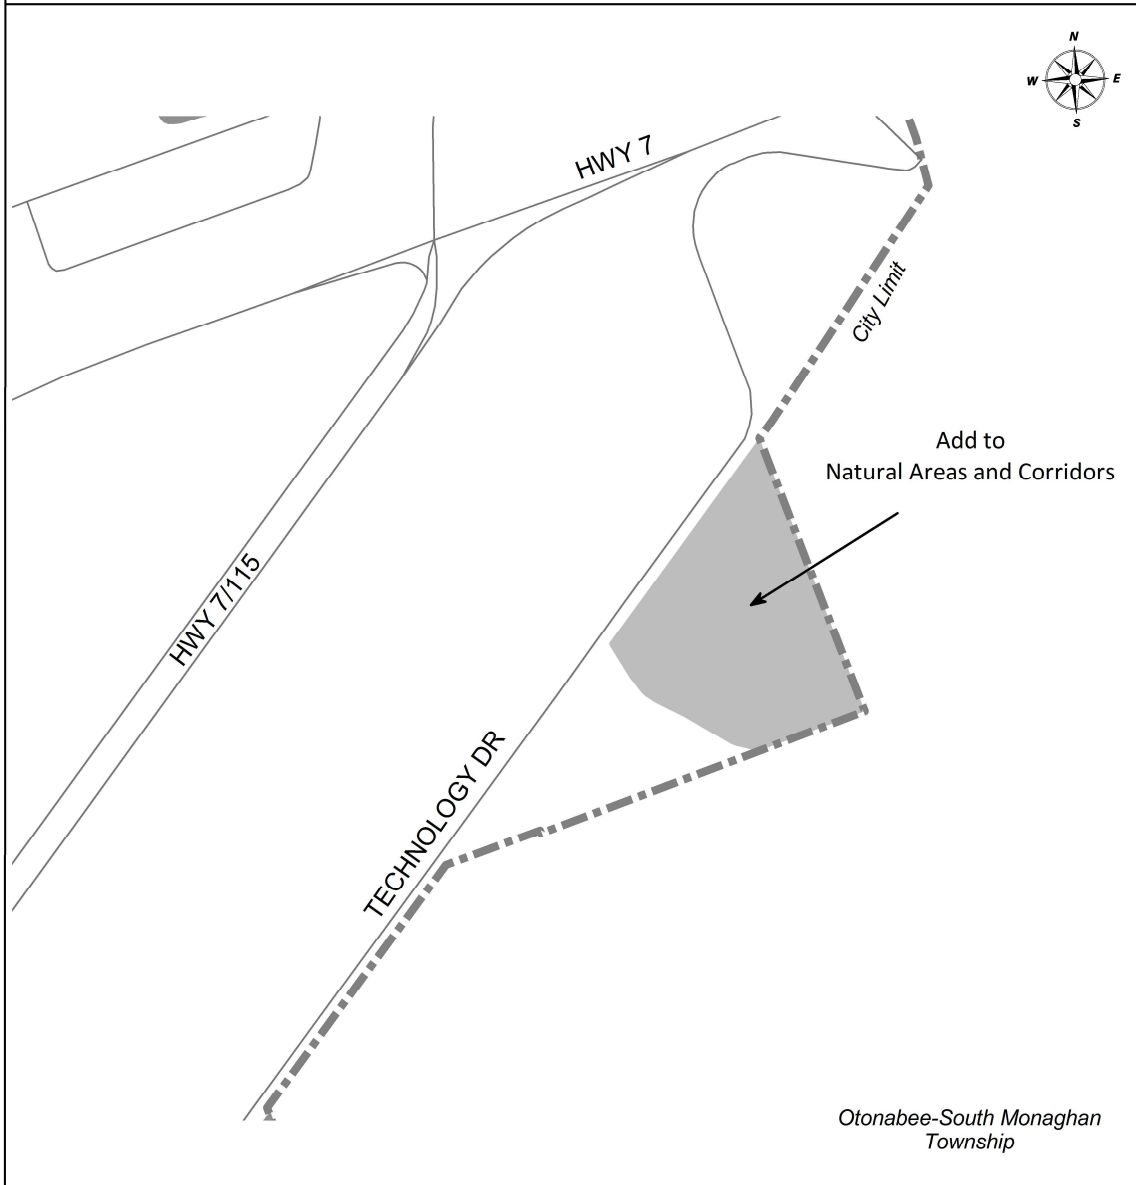 N
W E
S
HWY 7
City Limit
Add to
Natural Areas and Corridors
HWY 7/115
TECHNOLOGY DR
Otonabee-South Monaghan
Township